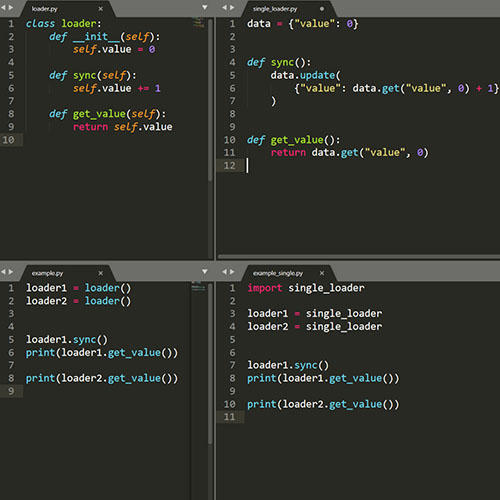 loader.py
1 class loader:
2 def __init__(self):
3 self.value = 0
4
5 def sync(self):
6 self.value += 1
7
8 def get_value(self):
9 return self.value
10
single_loader.py
1 data = {"value": 0}
2
3
4 def sync():
5 data.update(
6 {"value": data.get("value", 0) + 1}
7 )
8
9
10 def get_value():
11 return data.get("value", 0)
12
example.py
1 loader1 = loader()
2 loader2 = loader()
3
4
5 loader1.sync()
6 print(loader1.get_value())
7
8 print(loader2.get_value())
9
example_single.py
1 import single_loader
2
3 loader1 = single_loader
4 loader2 = single_loader
5
6
7 loader1.sync()
8 print(loader1.get_value())
9
10 print(loader2.get_value())
11